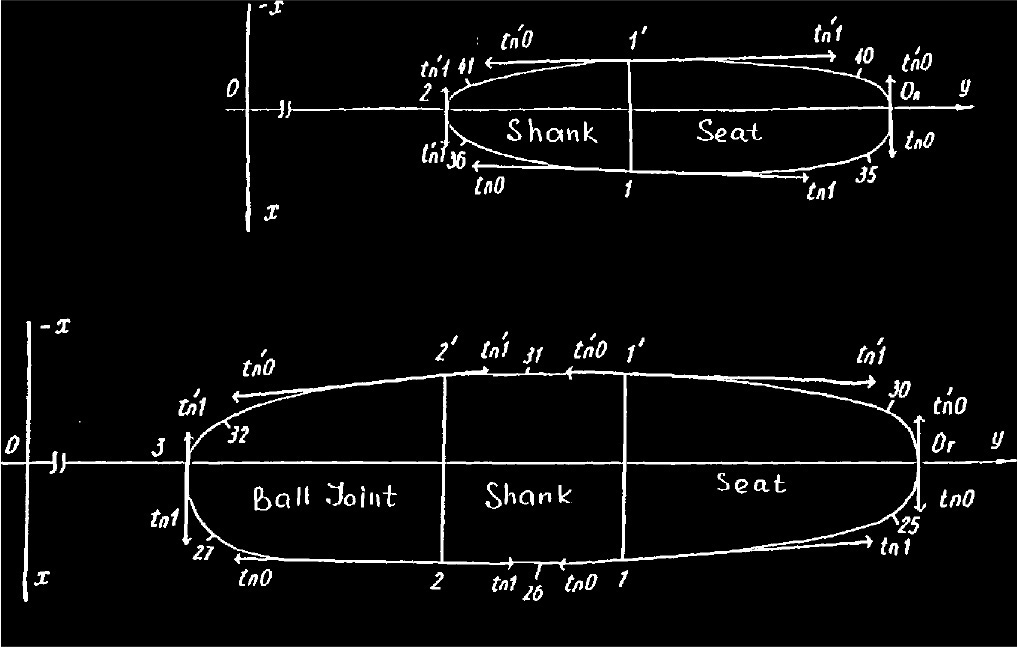 -x
tn'0 1' tn'1
tn'1 41 40 tn'0
0 2 Oл y
Shank Seat
tn'1 36 35 tn0
tn0 1 tn1
x
-x
2' tn'1 31 tn'0 1' tn'1
tn'0 30
tn'1 32 tn'0
0 3 Or y
Ball Joint Shank Seat
tn1 27 25 tn0
tn0 2 tn1 26 tn0 1 tn1
x